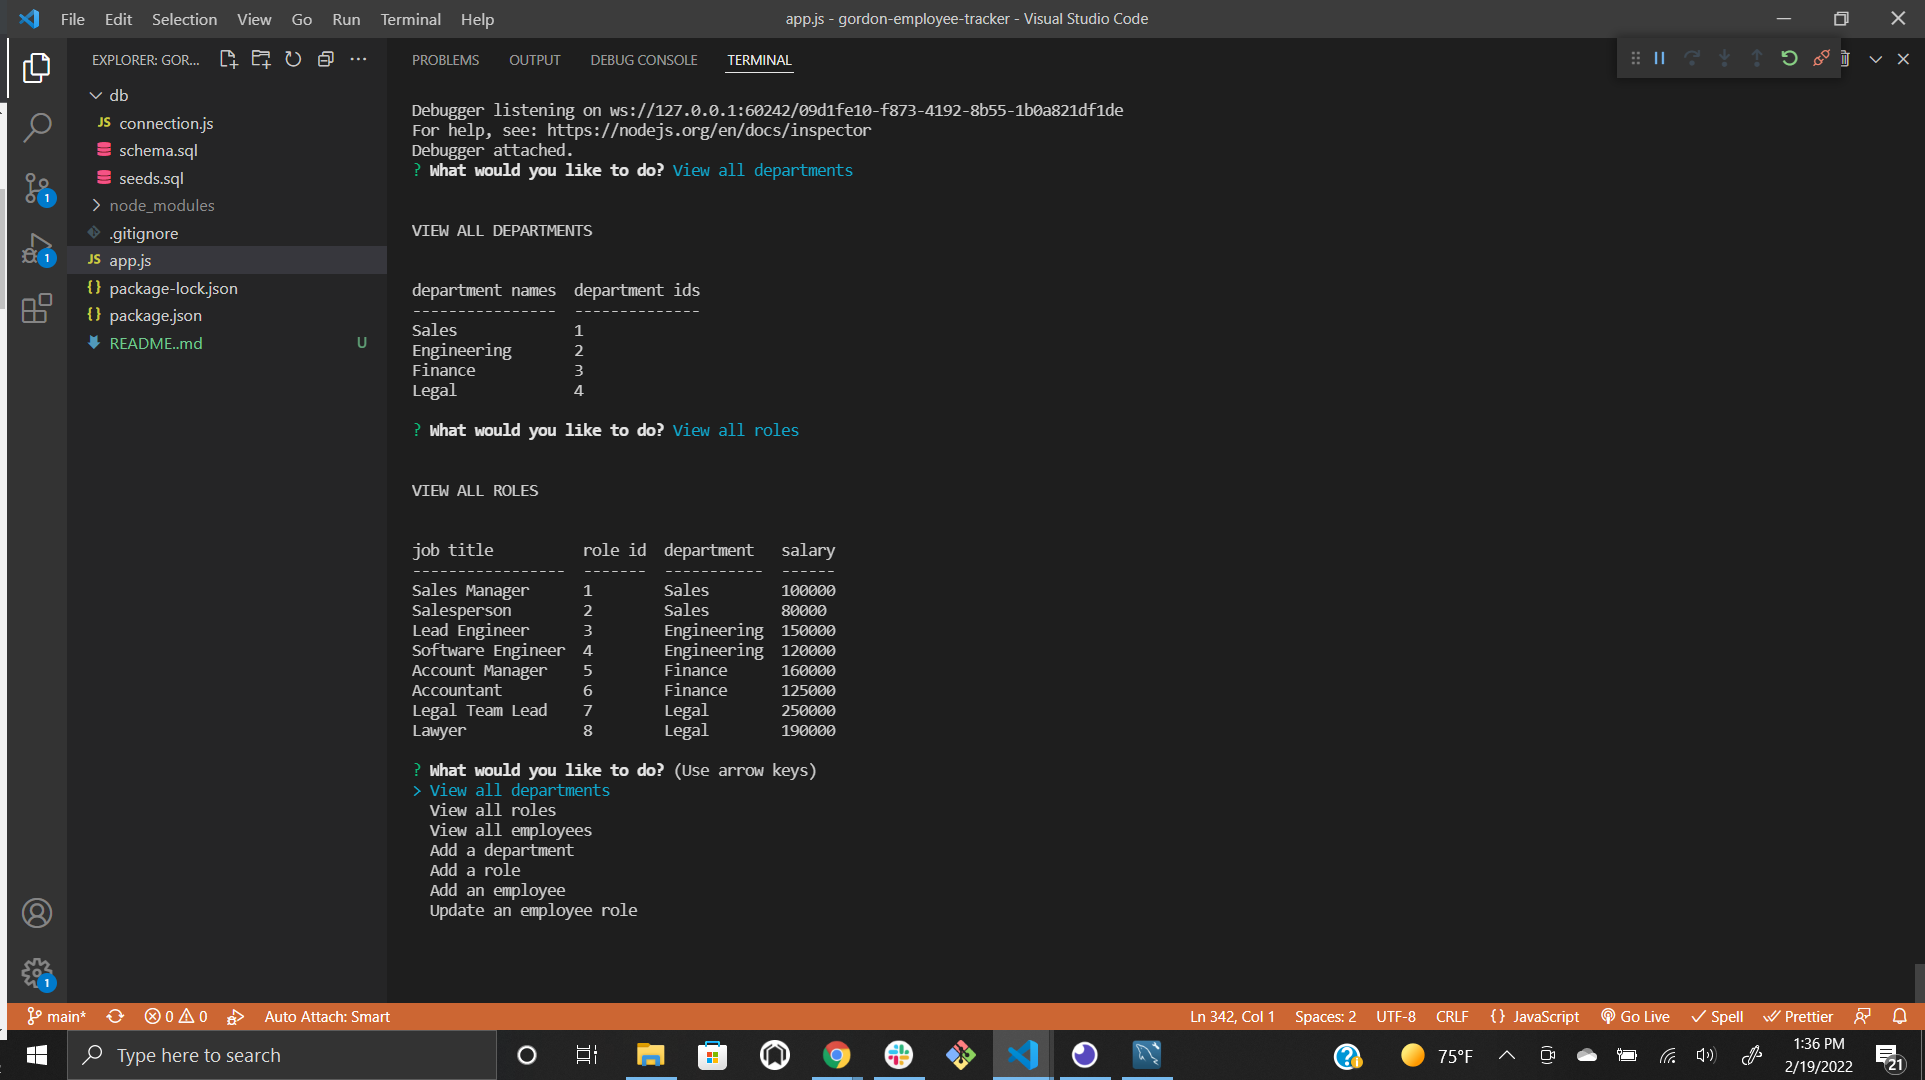 File Edit Selection View Go Run Terminal Help
app.js - gordon-employee-tracker - Visual Studio Code
EXPLORER: GOR...
db
JS connection.js
schema.sql
seeds.sql
node_modules
.gitignore
JS app.js
{} package-lock.json
{} package.json
README..md U
1
1
1
PROBLEMS OUTPUT DEBUG CONSOLE TERMINAL
Debugger listening on ws://127.0.0.1:60242/09d1fe10-f873-4192-8b55-1b0a821df1de
For help, see: https://nodejs.org/en/docs/inspector
Debugger attached.
? What would you like to do? View all departments
VIEW ALL DEPARTMENTS
department names  department ids
----------------  --------------
Sales             1
Engineering       2
Finance           3
Legal             4
? What would you like to do? View all roles
VIEW ALL ROLES
job title          role id  department   salary
-----------------  -------  -----------  ------
Sales Manager      1        Sales        100000
Salesperson        2        Sales        80000
Lead Engineer      3        Engineering  150000
Software Engineer  4        Engineering  120000
Account Manager    5        Finance      160000
Accountant         6        Finance      125000
Legal Team Lead    7        Legal        250000
Lawyer             8        Legal        190000
? What would you like to do? (Use arrow keys)
> View all departments
View all roles
View all employees
Add a department
Add a role
Add an employee
Update an employee role
main* 0 0 Auto Attach: Smart
Ln 342, Col 1 Spaces: 2 UTF-8 CRLF {} JavaScript Go Live Spell Prettier
Type here to search
75°F
1:36 PM
2/19/2022
21